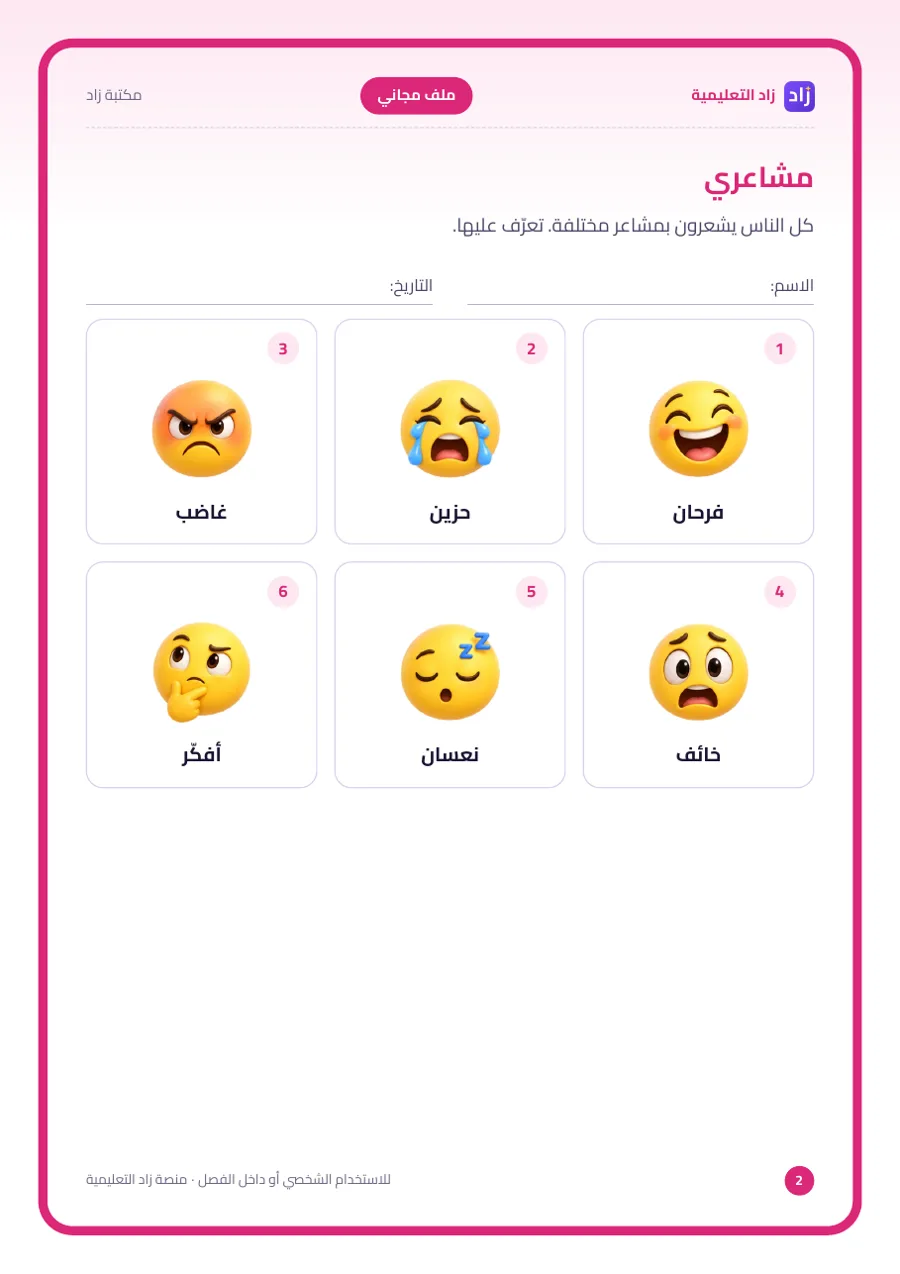 زاد
زاد التعليمية
ملف مجاني
مكتبة زاد
مشاعري
كل الناس يشعرون بمشاعر مختلفة. تعرّف عليها.
الاسم:
التاريخ:
1
فرحان
2
حزين
3
غاضب
4
خائف
5
z z
نعسان
6
أفكّر
2
للاستخدام الشخصي أو داخل الفصل · منصة زاد التعليمية